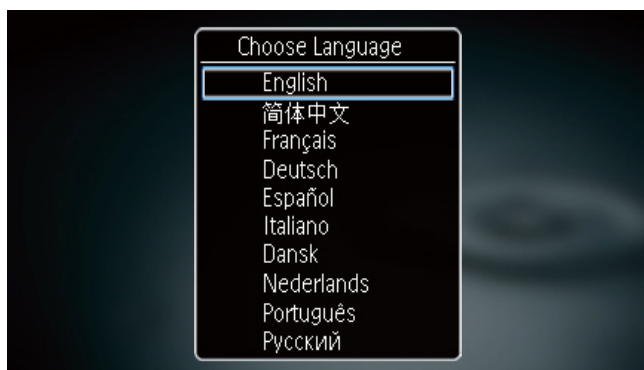 Choose Language
English
简体中文
Français
Deutsch
Español
Italiano
Dansk
Nederlands
Português
Русский